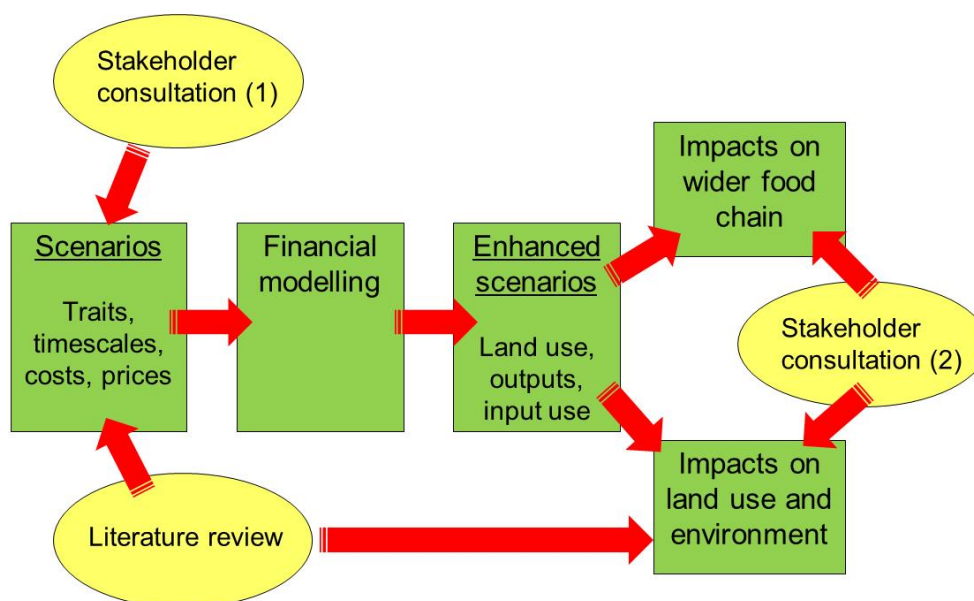 Stakeholder
consultation (1)
Impacts on
wider food
chain
Scenarios
Traits,
timescales,
costs, prices
Financial
modelling
Enhanced
scenarios
Land use,
outputs,
input use
Stakeholder
consultation (2)
Impacts on
land use and
environment
Literature review